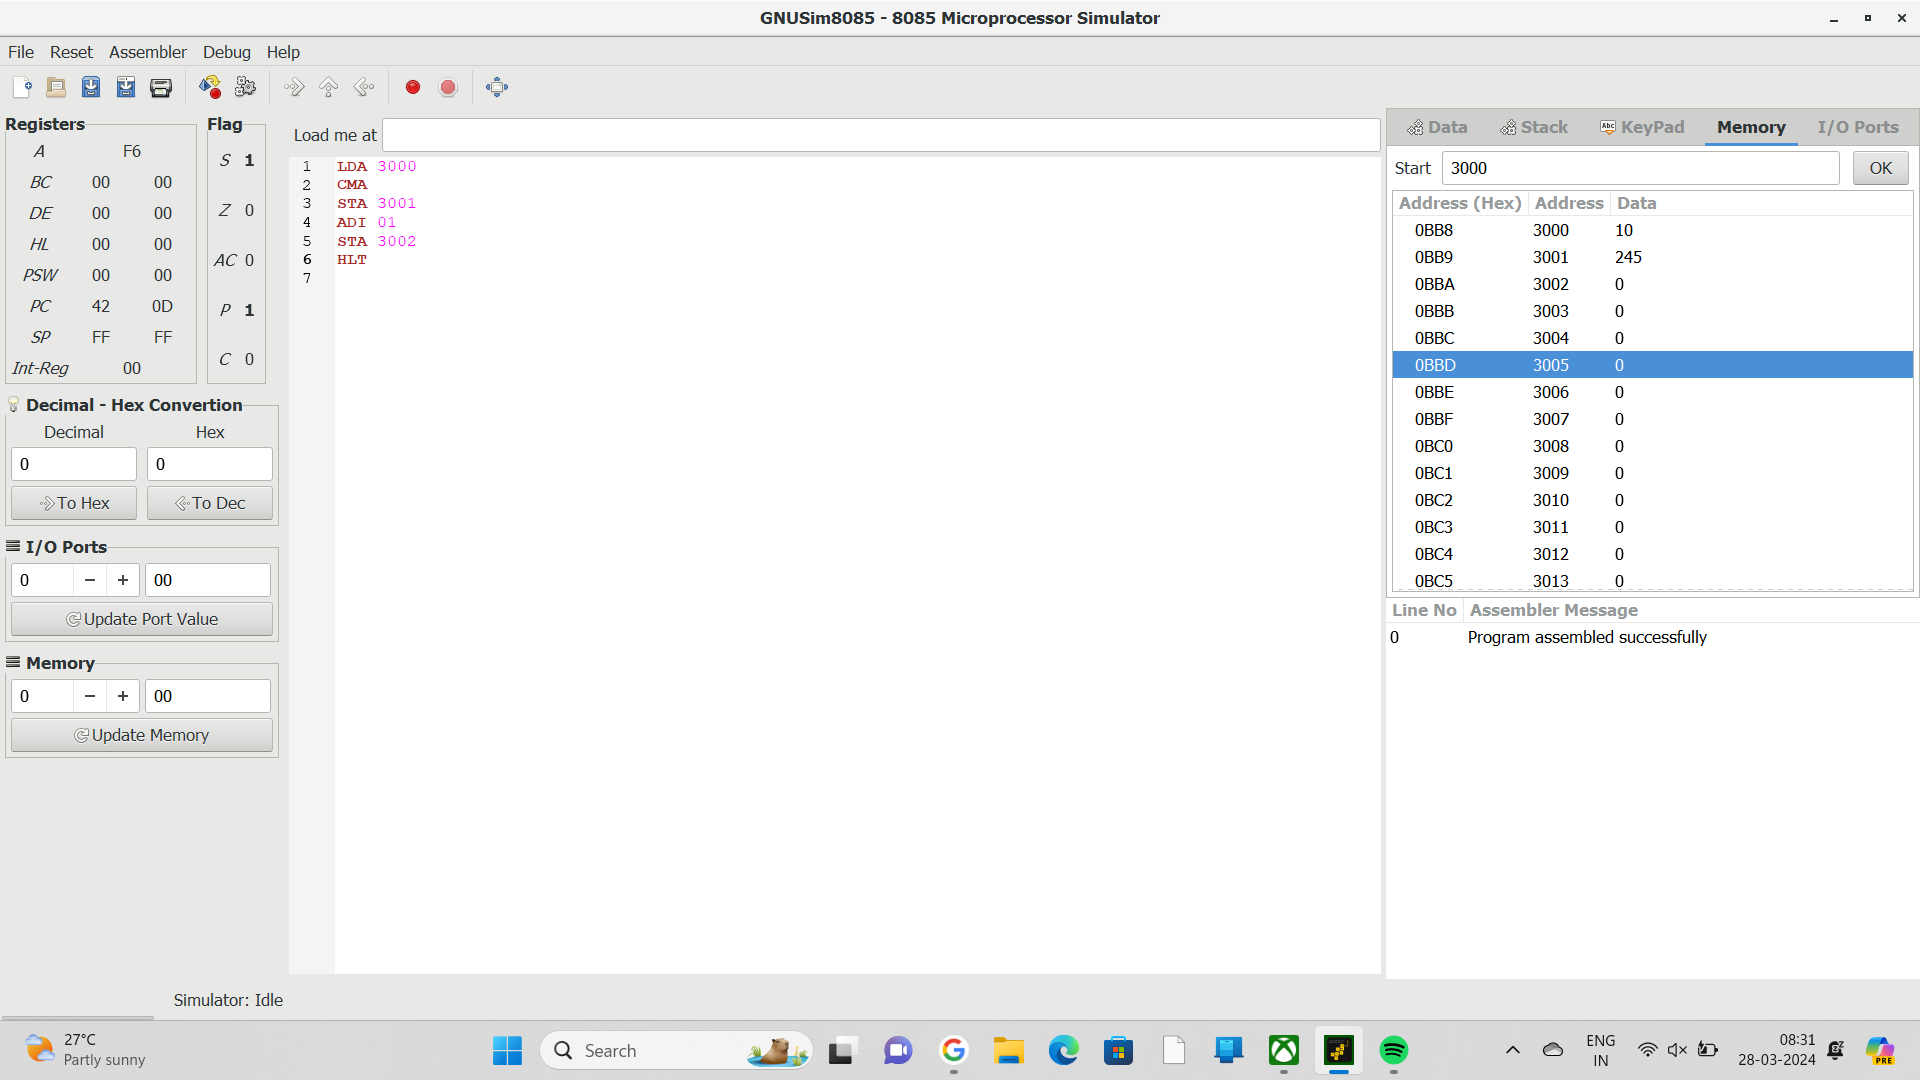 GNUSim8085 - 8085 Microprocessor Simulator
File Reset Assembler Debug Help
Registers
A F6
BC 00 00
DE 00 00
HL 00 00
PSW 00 00
PC 42 0D
SP FF FF
Int-Reg 00
Flag
S 1
Z 0
AC 0
P 1
C 0
Decimal - Hex Convertion
Decimal Hex
0 0
To Hex To Dec
I/O Ports
0 − + 00
Update Port Value
Memory
0 − + 00
Update Memory
Load me at
1 LDA 3000
2 CMA
3 STA 3001
4 ADI 01
5 STA 3002
6 HLT
7
Data Stack Abc KeyPad Memory I/O Ports
Start 3000 OK
Address (Hex) Address Data
0BB8 3000 10
0BB9 3001 245
0BBA 3002 0
0BBB 3003 0
0BBC 3004 0
0BBD 3005 0
0BBE 3006 0
0BBF 3007 0
0BC0 3008 0
0BC1 3009 0
0BC2 3010 0
0BC3 3011 0
0BC4 3012 0
0BC5 3013 0
Line No Assembler Message
0 Program assembled successfully
Simulator: Idle
27°C
Partly sunny
Search
ENG
IN
08:31
28-03-2024
PRE